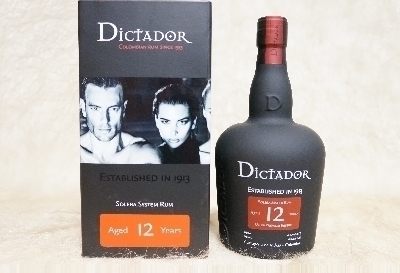 DICTADOR
COLOMBIAN RUM SINCE 1913
ESTABLISHED IN 1913
SOLERA SYSTEM RUM
Aged 12 Years
DICTADOR
ESTABLISHED IN 1913
12